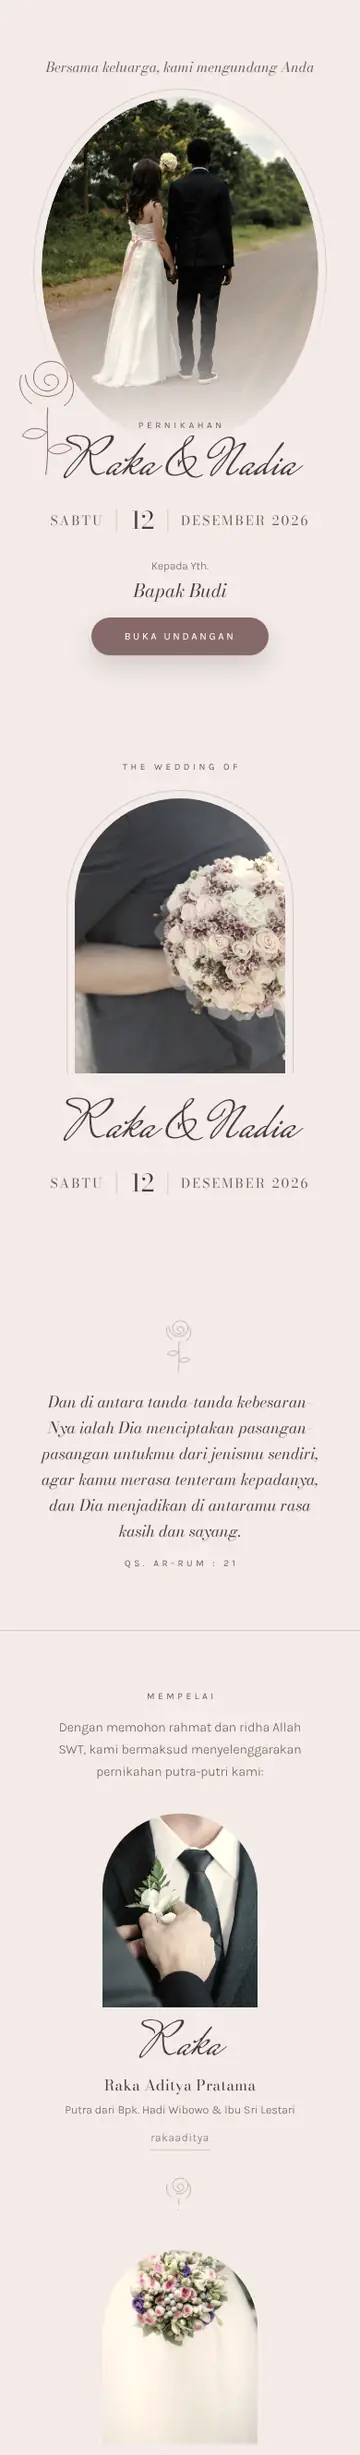 Bersama keluarga, kami mengundang Anda
PERNIKAHAN
Raka & Nadia
SABTU | 12 | DESEMBER 2026
Kepada Yth.
Bapak Budi
BUKA UNDANGAN
THE WEDDING OF
Raka & Nadia
SABTU | 12 | DESEMBER 2026
Dan di antara tanda-tanda kebesaran-
Nya ialah Dia menciptakan pasangan-
pasangan untukmu dari jenismu sendiri,
agar kamu merasa tenteram kepadanya,
dan Dia menjadikan di antaramu rasa
kasih dan sayang.
QS. AR-RUM : 21
MEMPELAI
Dengan memohon rahmat dan ridha Allah
SWT, kami bermaksud menyelenggarakan
pernikahan putra-putri kami:
Raka
Raka Aditya Pratama
Putra dari Bpk. Hadi Wibowo & Ibu Sri Lestari
rakaaditya